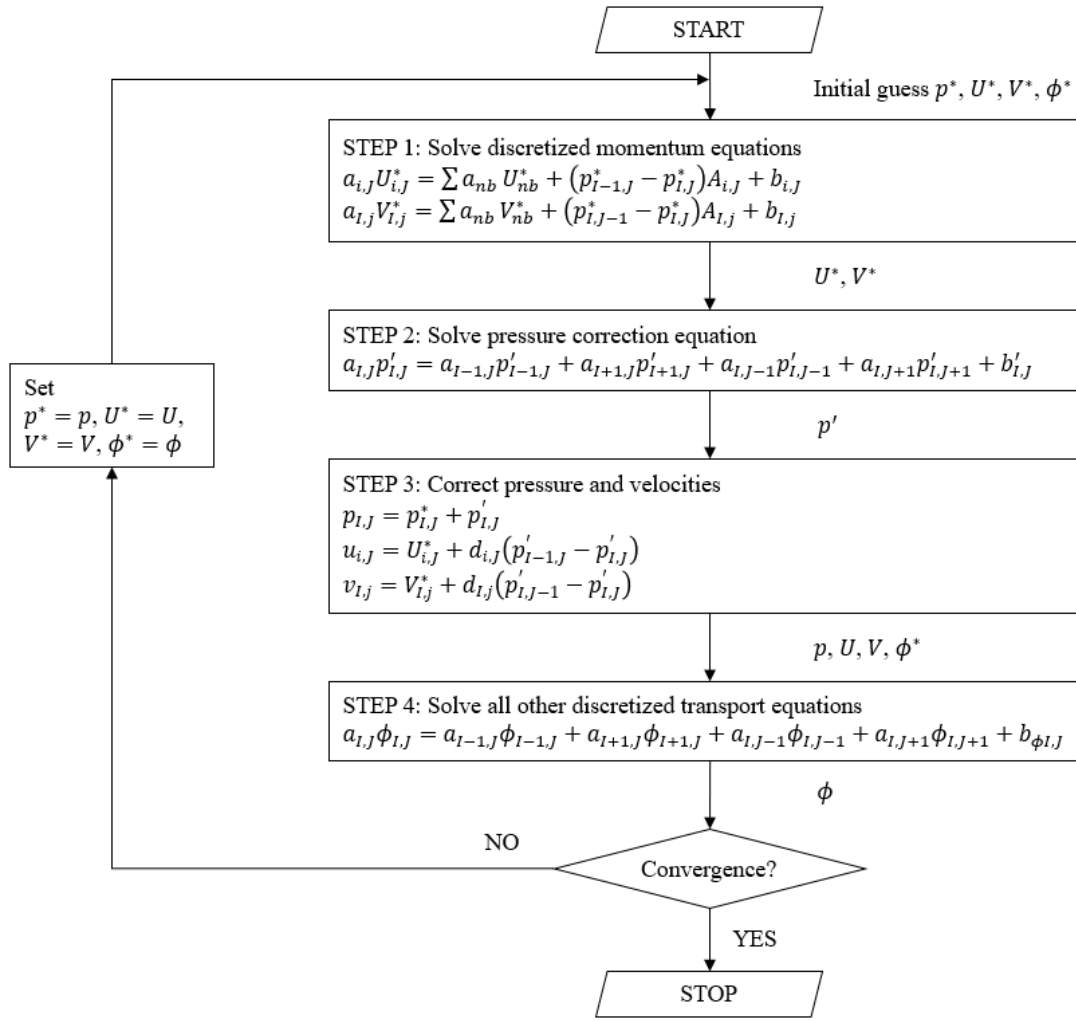 START
Initial guess p*, U*, V*, ϕ*
STEP 1: Solve discretized momentum equations
a_{i,J}U*_{i,J} = ∑ a_{nb} U*_{nb} + (p*_{I−1,J} − p*_{I,J})A_{i,J} + b_{i,J}
a_{I,j}V*_{I,j} = ∑ a_{nb} V*_{nb} + (p*_{I,J−1} − p*_{I,J})A_{I,j} + b_{I,j}
U*, V*
STEP 2: Solve pressure correction equation
a_{I,J}p′_{I,J} = a_{I−1,J}p′_{I−1,J} + a_{I+1,J}p′_{I+1,J} + a_{I,J−1}p′_{I,J−1} + a_{I,J+1}p′_{I,J+1} + b′_{I,J}
p′
STEP 3: Correct pressure and velocities
p_{I,J} = p*_{I,J} + p′_{I,J}
u_{i,J} = U*_{i,J} + d_{i,J}(p′_{I−1,J} − p′_{I,J})
v_{I,j} = V*_{I,j} + d_{I,j}(p′_{I,J−1} − p′_{I,J})
p, U, V, ϕ*
STEP 4: Solve all other discretized transport equations
a_{I,J}ϕ_{I,J} = a_{I−1,J}ϕ_{I−1,J} + a_{I+1,J}ϕ_{I+1,J} + a_{I,J−1}ϕ_{I,J−1} + a_{I,J+1}ϕ_{I,J+1} + b_{ϕI,J}
ϕ
Convergence?
NO
Set
p* = p, U* = U,
V* = V, ϕ* = ϕ
YES
STOP